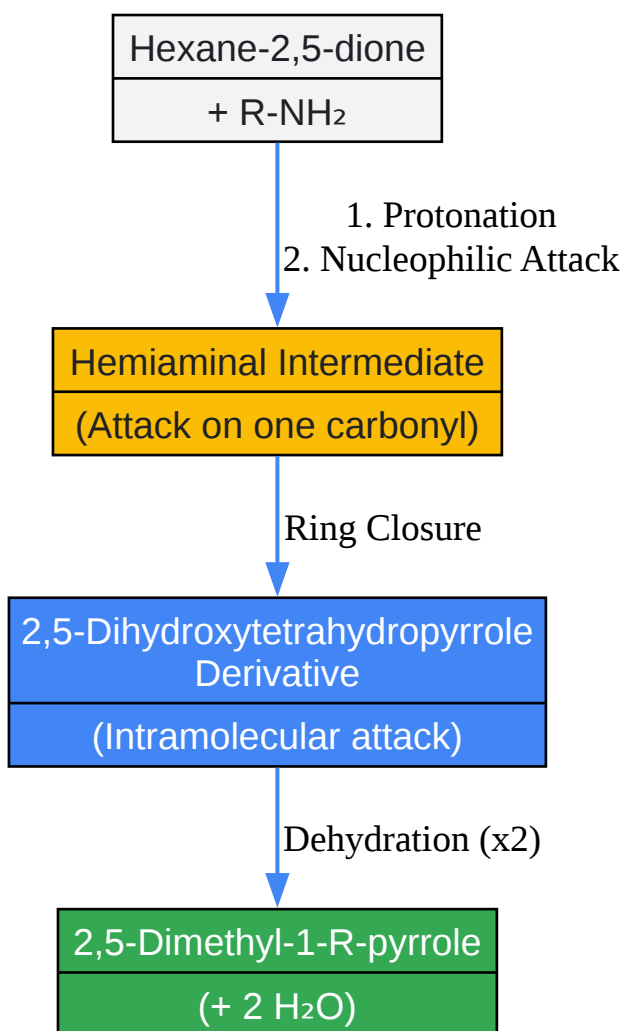 Hexane-2,5-dione
+ R-NH₂
1. Protonation
2. Nucleophilic Attack
Hemiaminal Intermediate
(Attack on one carbonyl)
Ring Closure
2,5-Dihydroxytetrahydropyrrole
Derivative
(Intramolecular attack)
Dehydration (x2)
2,5-Dimethyl-1-R-pyrrole
(+ 2 H₂O)